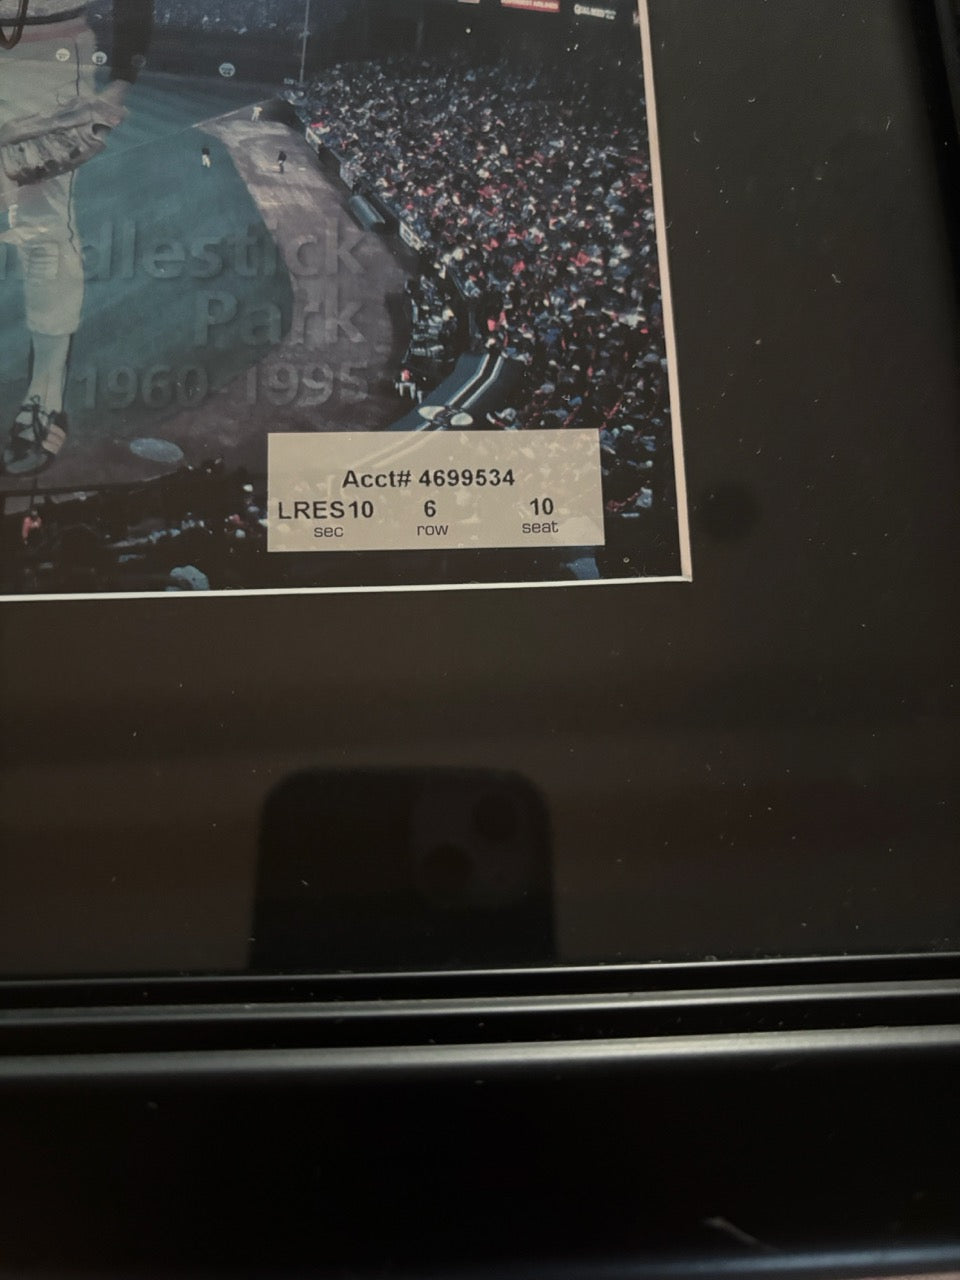 ndlestick
Park
1960-1995
Acct# 4699534
LRES10 6 10
sec row seat